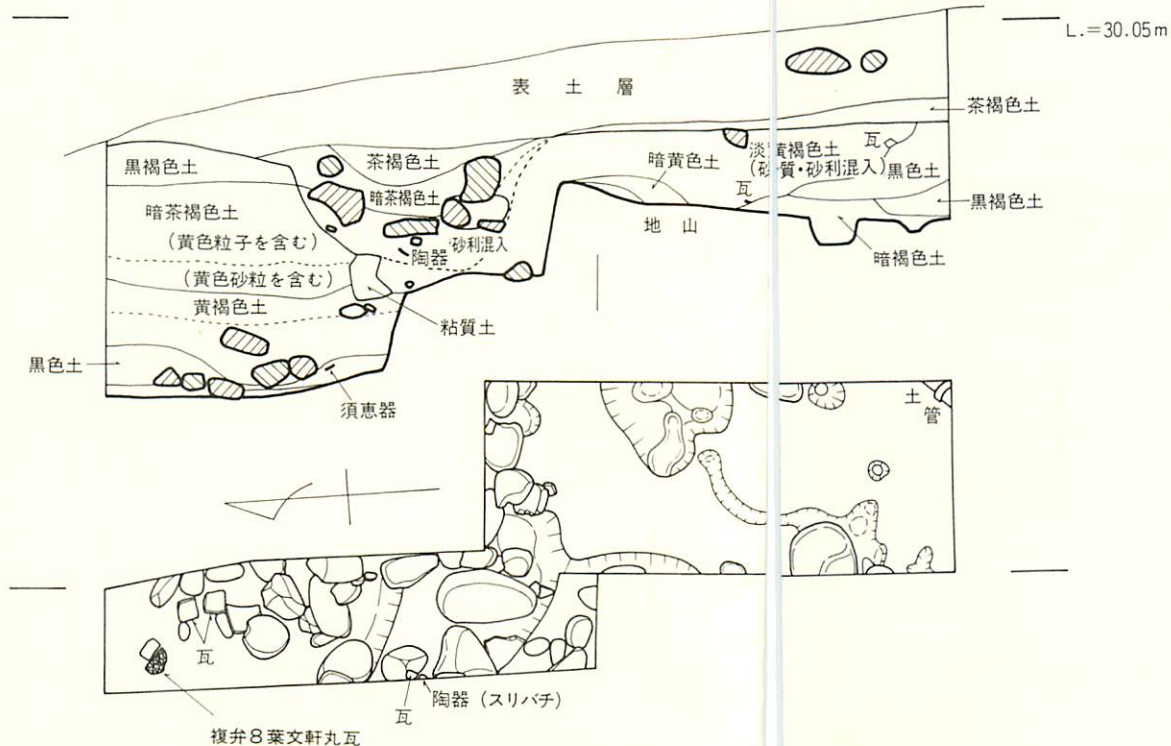 L.=30.05m
表土層
茶褐色土
黒褐色土
茶褐色土
暗黄色土
淡黄褐色土
(砂質・砂利混入)
瓦
黒色土
暗茶褐色土
瓦
黒褐色土
暗茶褐色土
(黄色粒子を含む)
砂利混入
陶器
地山
暗褐色土
(黄色砂粒を含む)
黄褐色土
粘質土
黒色土
須恵器
土管
瓦
瓦
陶器(スリバチ)
複弁8葉文軒丸瓦